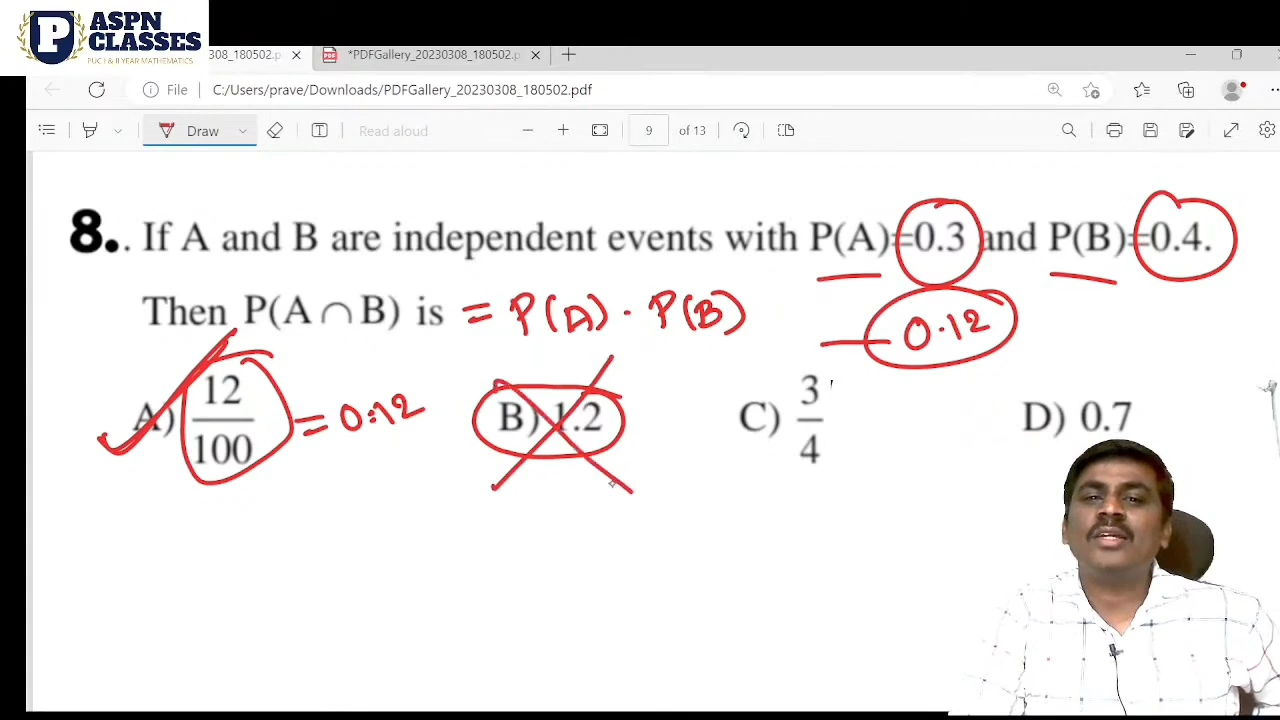 ASPN
CLASSES
PUC I & II YEAR MATHEMATICS
308_180502.p
*PDFGallery_20230308_180502.p
File C:/Users/prave/Downloads/PDFGallery_20230308_180502.pdf
Draw Read aloud 9 of 13
8.. If A and B are independent events with P(A)=0.3 and P(B)=0.4.
Then P(A ∩ B) is = P(A) · P(B) 0.12
A) 12/100 = 0.12 B) 1.2 C) 3/4 D) 0.7